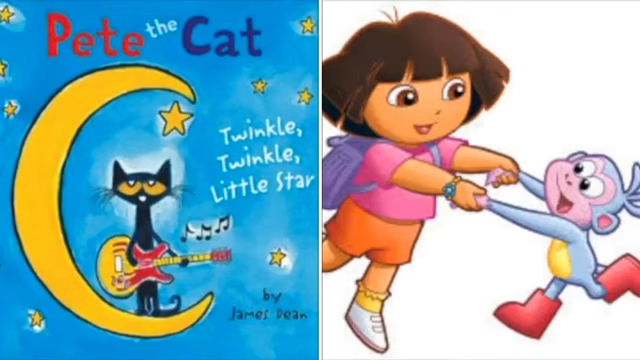 Pete the Cat
Twinkle,
Twinkle,
Little Star
by
James Dean